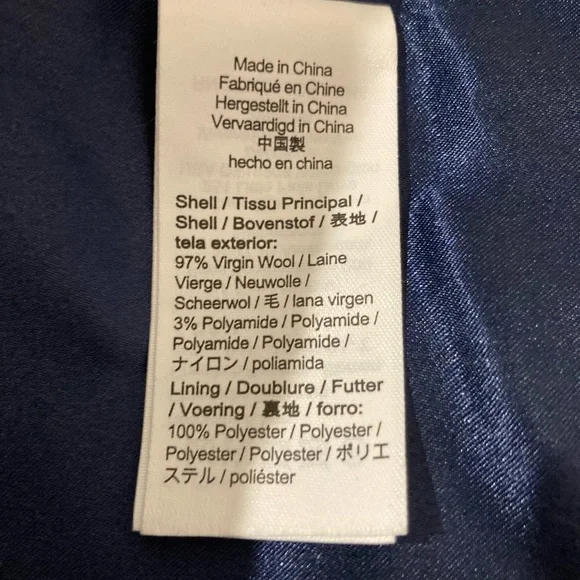 Made in China
Fabriqué en Chine
Hergestellt in China
Vervaardigd in China
中国製
hecho en china
Shell / Tissu Principal /
Shell / Bovenstof / 表地 /
tela exterior:
97% Virgin Wool / Laine
Vierge / Neuwolle /
Scheerwol / 毛 / lana virgen
3% Polyamide / Polyamide /
Polyamide / Polyamide /
ナイロン / poliamida
Lining / Doublure / Futter
/ Voering / 裏地 / forro:
100% Polyester / Polyester /
Polyester / Polyester / ポリエ
ステル / poliéster